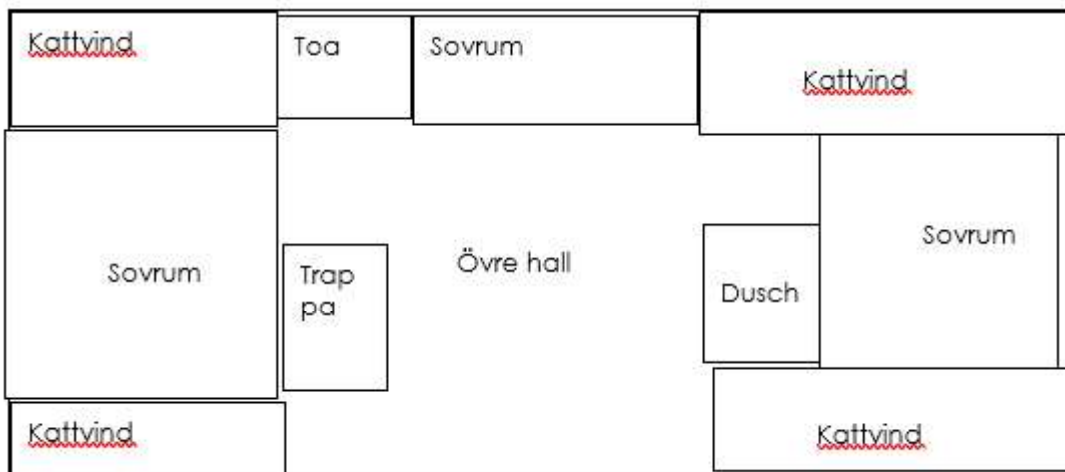 Kattvind
Toa
Sovrum
Kattvind
Sovrum
Trap
pa
Övre hall
Dusch
Sovrum
Kattvind
Kattvind